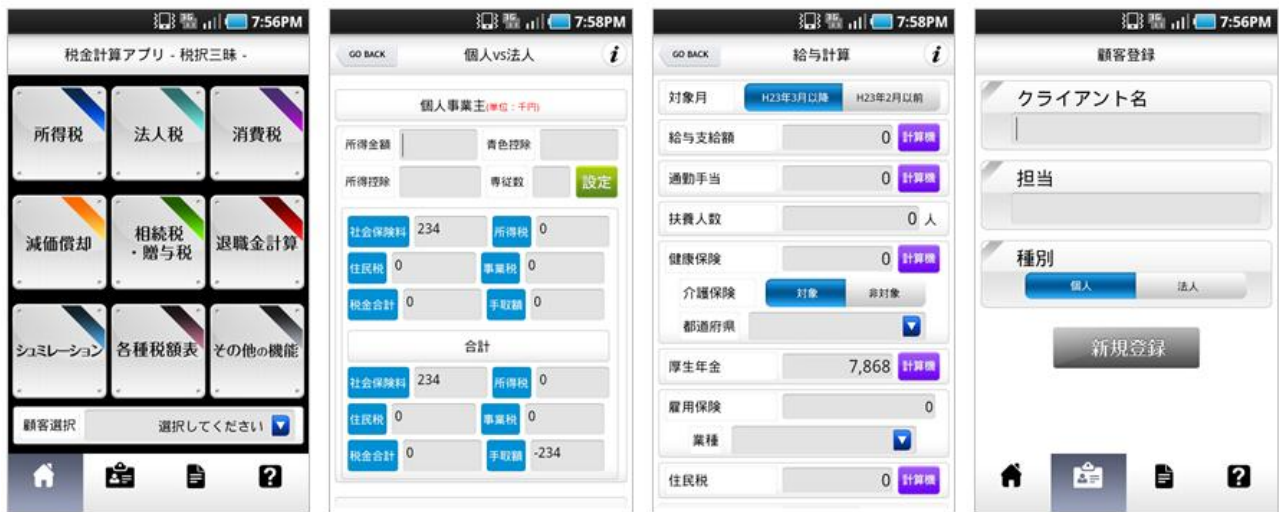 3G 7:56PM
税金計算アプリ - 税択三昧 -
所得税 法人税 消費税
減価償却 相続税・贈与税 退職金計算
シュミレーション 各種税額表 その他の機能
顧客選択 選択してください
?
3G 7:58PM
GO BACK 個人vs法人 i
個人事業主(単位：千円)
所得金額 青色控除
所得控除 専従数 設定
社会保険料 234 所得税 0
住民税 0 事業税 0
税金合計 0 手取額 0
合計
社会保険料 234 所得税 0
住民税 0 事業税 0
税金合計 0 手取額 -234
3G 7:58PM
GO BACK 給与計算 i
対象月 H23年3月以降 H23年2月以前
給与支給額 0 計算機
通勤手当 0 計算機
扶養人数 0 人
健康保険 0 計算機
介護保険 対象 非対象
都道府県
厚生年金 7,868 計算機
雇用保険 0
業種
住民税 0 計算機
3G 7:56PM
顧客登録
クライアント名
担当
種別
個人 法人
新規登録
?